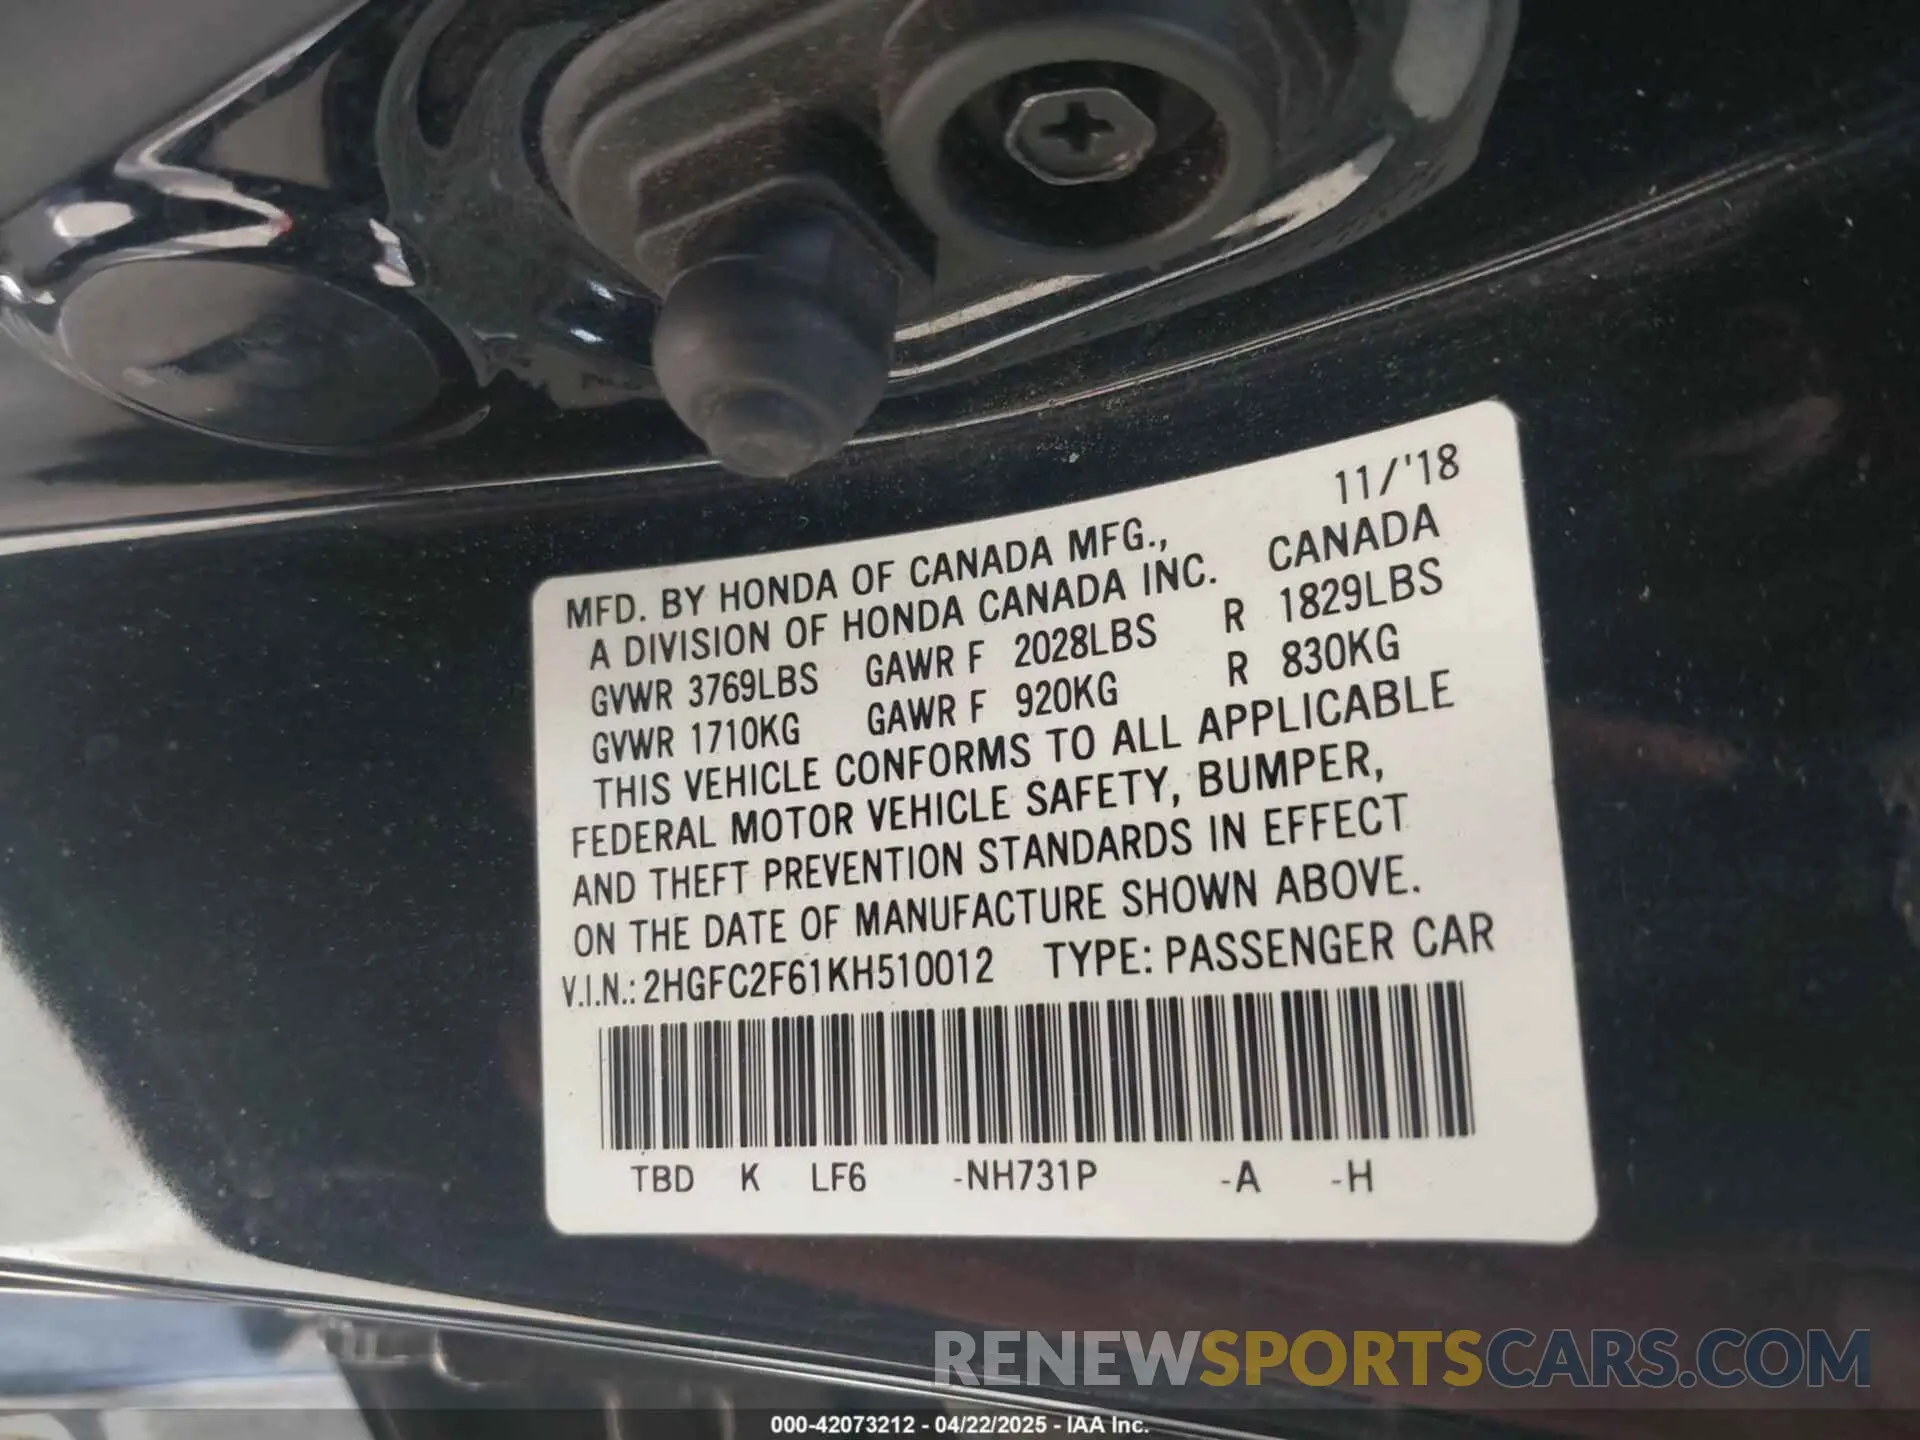 11/'18
MFD. BY HONDA OF CANADA MFG.,
A DIVISION OF HONDA CANADA INC. CANADA
GVWR 3769LBS GAWR F 2028LBS R 1829LBS
GVWR 1710KG GAWR F 920KG R 830KG
THIS VEHICLE CONFORMS TO ALL APPLICABLE
FEDERAL MOTOR VEHICLE SAFETY, BUMPER,
AND THEFT PREVENTION STANDARDS IN EFFECT
ON THE DATE OF MANUFACTURE SHOWN ABOVE.
V.I.N.: 2HGFC2F61KH510012 TYPE: PASSENGER CAR
TBD K LF6 -NH731P -A -H
RENEWSPORTSCARS.COM
000-42073212 - 04/22/2025 - IAA Inc.